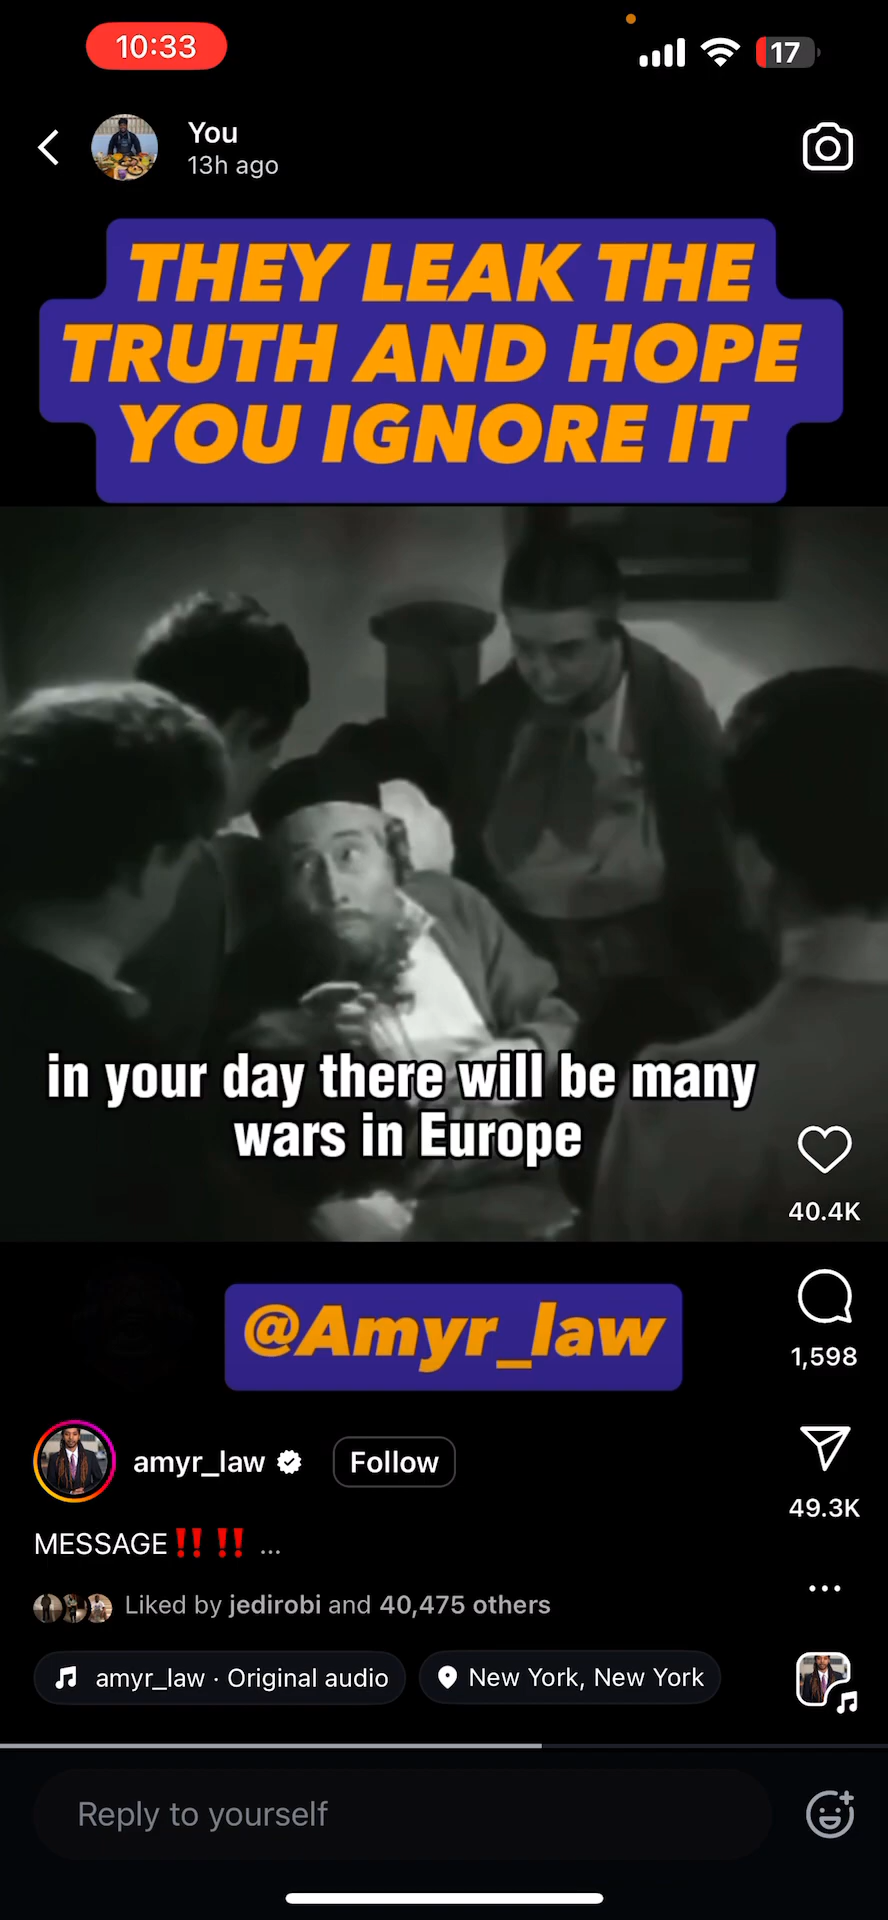 10:33
17
You
13h ago
THEY LEAK THE
TRUTH AND HOPE
YOU IGNORE IT
in your day there will be many
wars in Europe
40.4K
@Amyr_law
1,598
amyr_law
Follow
49.3K
MESSAGE‼️ ‼️ ...
Liked by jedirobi and 40,475 others
amyr_law · Original audio
New York, New York
Reply to yourself